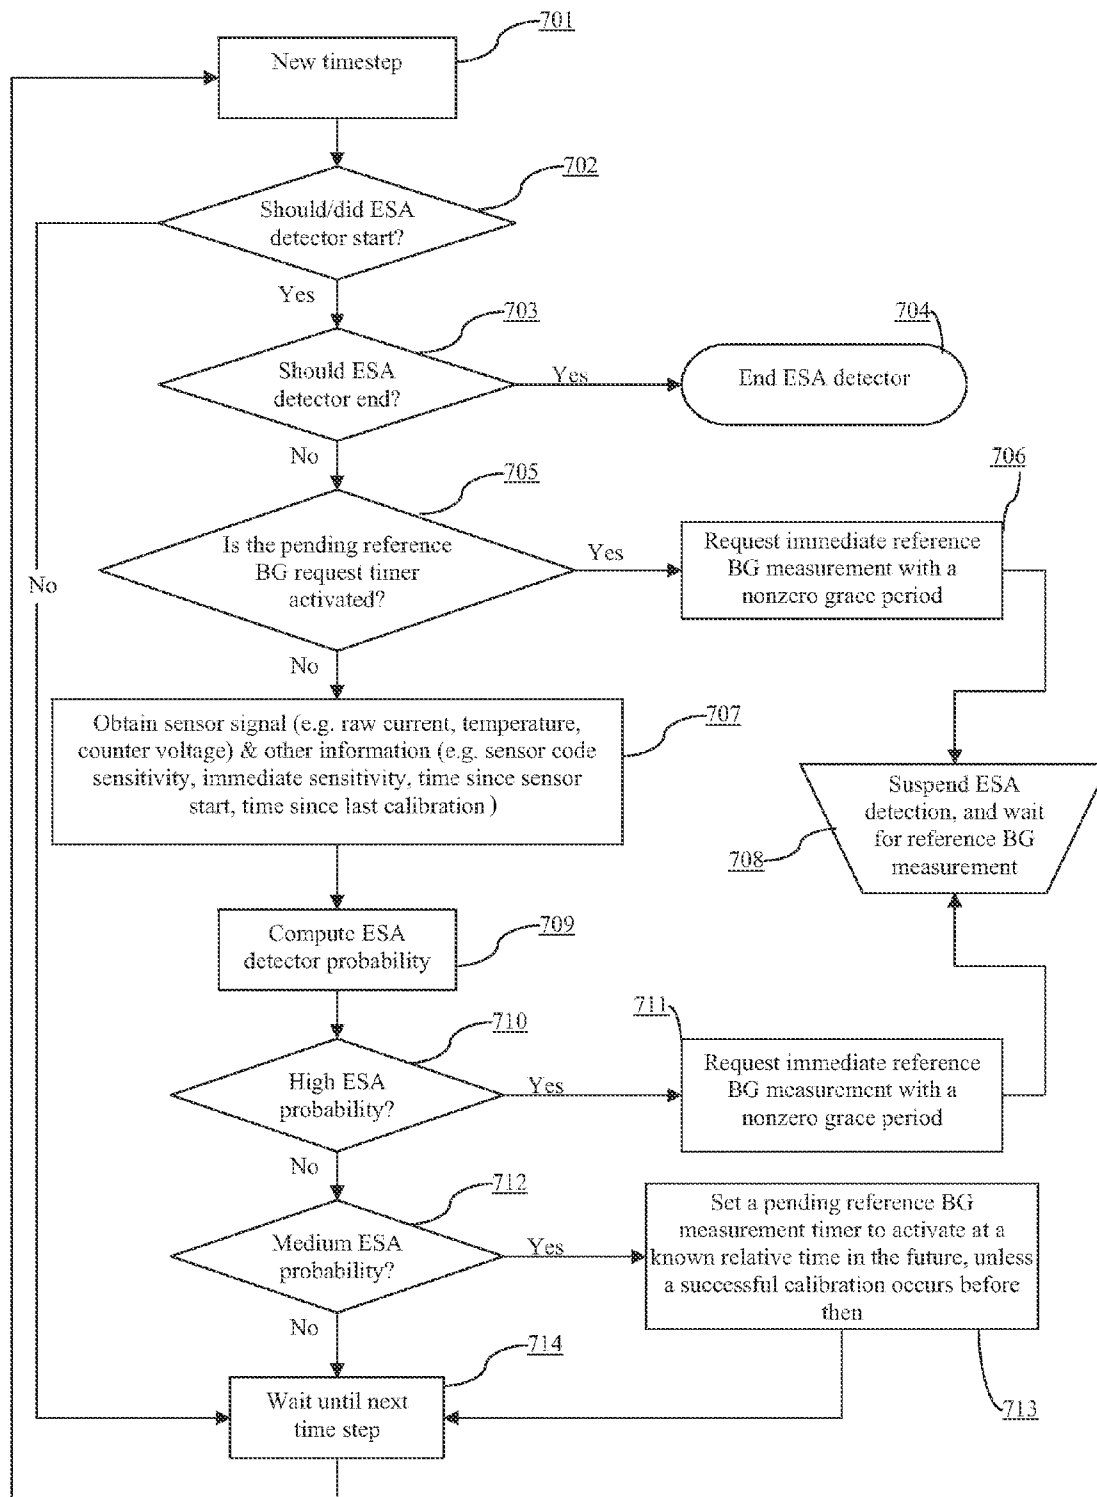 701
New timestep
702
Should/did ESA
detector start?
Yes
703
704
Should ESA
detector end?
Yes
End ESA detector
No
705
706
Is the pending reference
BG request timer
activated?
Yes
Request immediate reference
BG measurement with a
nonzero grace period
No
No
Obtain sensor signal (e.g. raw current, temperature,
counter voltage) & other information (e.g. sensor code
sensitivity, immediate sensitivity, time since sensor
start, time since last calibration )
707
Suspend ESA
detection, and wait
for reference BG
measurement
708
Compute ESA
detector probability
709
710
711
High ESA
probability?
Yes
Request immediate reference
BG measurement with a
nonzero grace period
No
712
Medium ESA
probability?
Yes
Set a pending reference BG
measurement timer to activate at a
known relative time in the future, unless
a successful calibration occurs before
then
No
714
Wait until next
time step
713